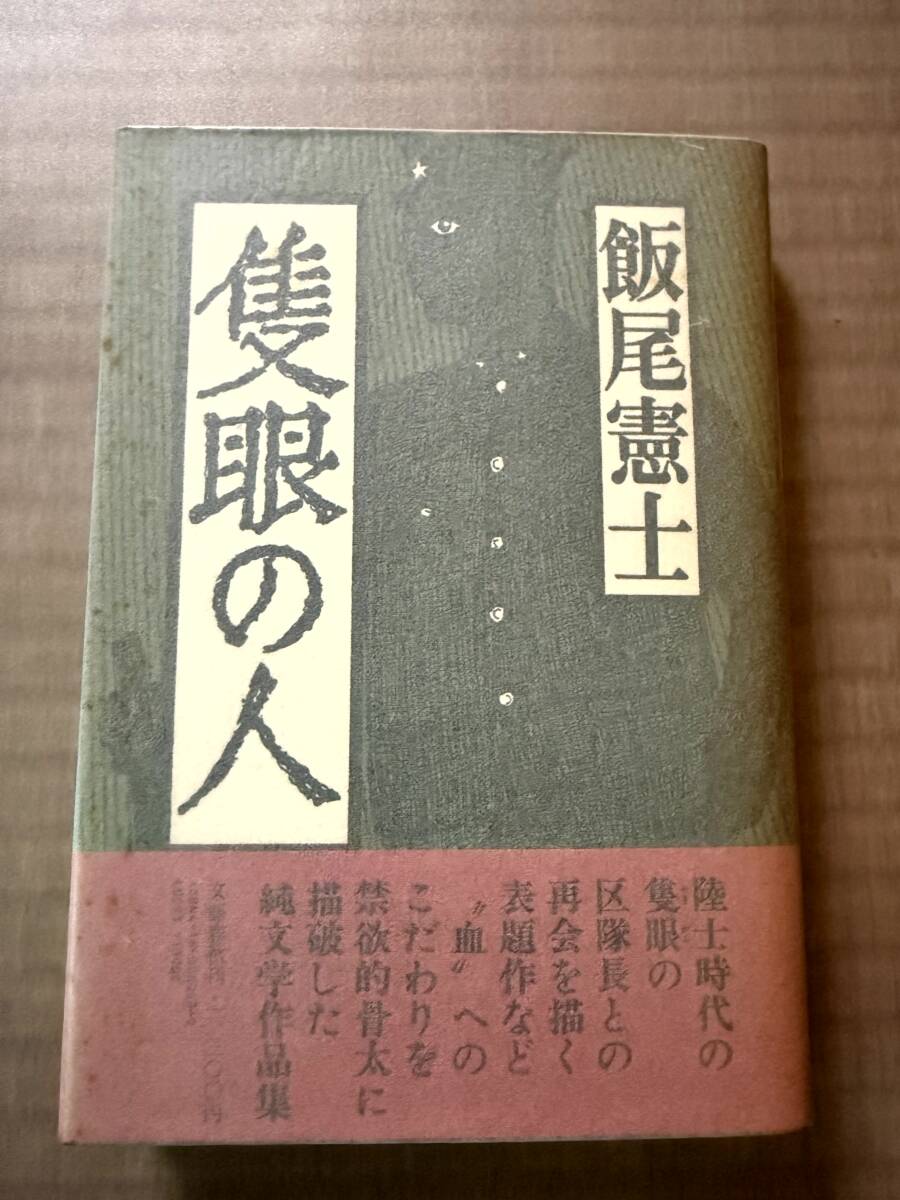 飯尾憲士
隻眼の人
陸士時代の
隻眼の
区隊長との
再会を描く
表題作など
〝血〟への
こだわりを
禁欲的骨太に
描破した
純文学作品集